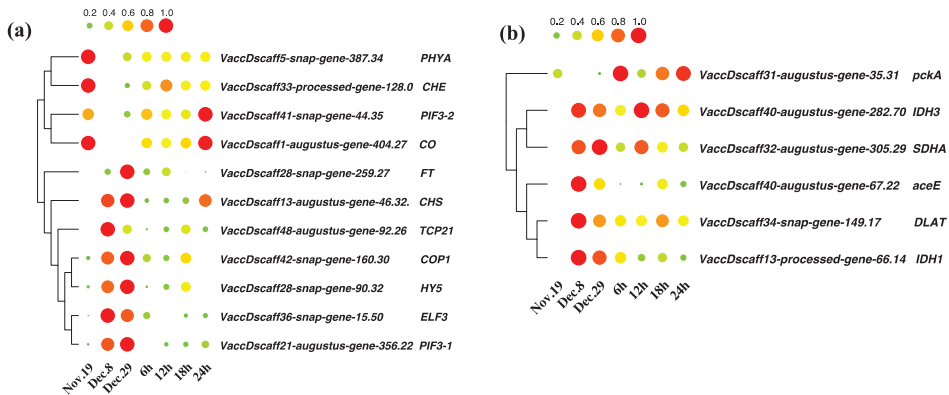 (a)
0.2 0.4 0.6 0.8 1.0
VaccDscaff5-snap-gene-387.34 PHYA
VaccDscaff33-processed-gene-128.0 CHE
VaccDscaff41-snap-gene-44.35 PIF3-2
VaccDscaff1-augustus-gene-404.27 CO
VaccDscaff28-snap-gene-259.27 FT
VaccDscaff13-augustus-gene-46.32. CHS
VaccDscaff48-augustus-gene-92.26 TCP21
VaccDscaff42-snap-gene-160.30 COP1
VaccDscaff28-snap-gene-90.32 HY5
VaccDscaff36-snap-gene-15.50 ELF3
VaccDscaff21-augustus-gene-356.22 PIF3-1
Nov.19 Dec.8 Dec.29 6h 12h 18h 24h
(b)
0.2 0.4 0.6 0.8 1.0
VaccDscaff31-augustus-gene-35.31 pckA
VaccDscaff40-augustus-gene-282.70 IDH3
VaccDscaff32-augustus-gene-305.29 SDHA
VaccDscaff40-augustus-gene-67.22 aceE
VaccDscaff34-snap-gene-149.17 DLAT
VaccDscaff13-processed-gene-66.14 IDH1
Nov.19 Dec.8 Dec.29 6h 12h 18h 24h